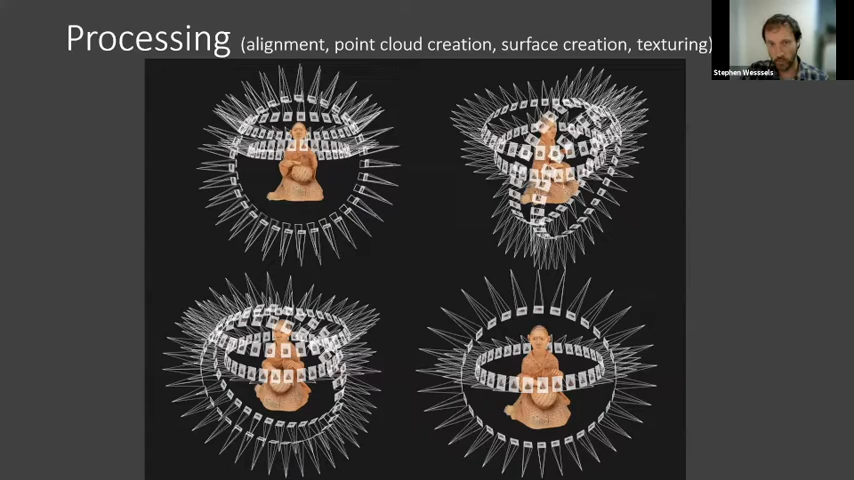 Processing (alignment, point cloud creation, surface creation, texturing)
Stephen Wesssels